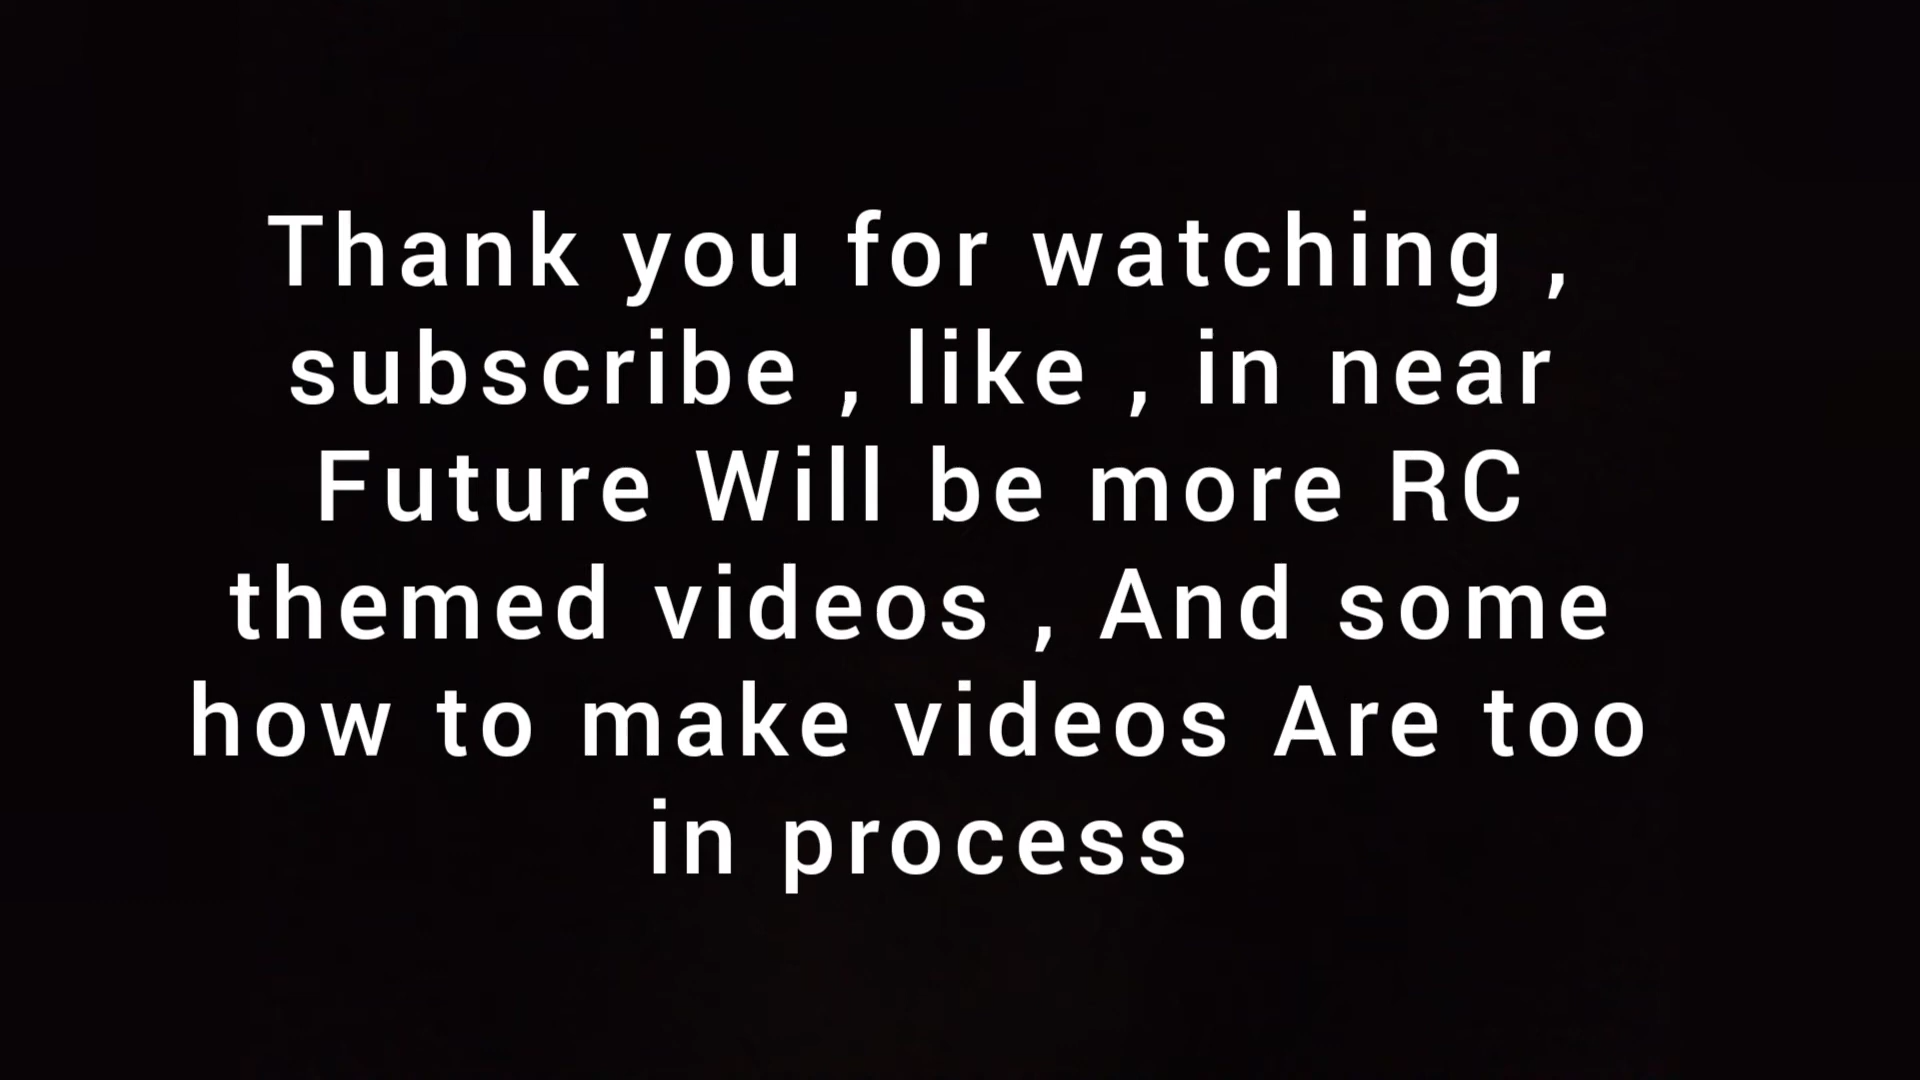 Thank you for watching ,
subscribe , like , in near
Future Will be more RC
themed videos , And some
how to make videos Are too
in process